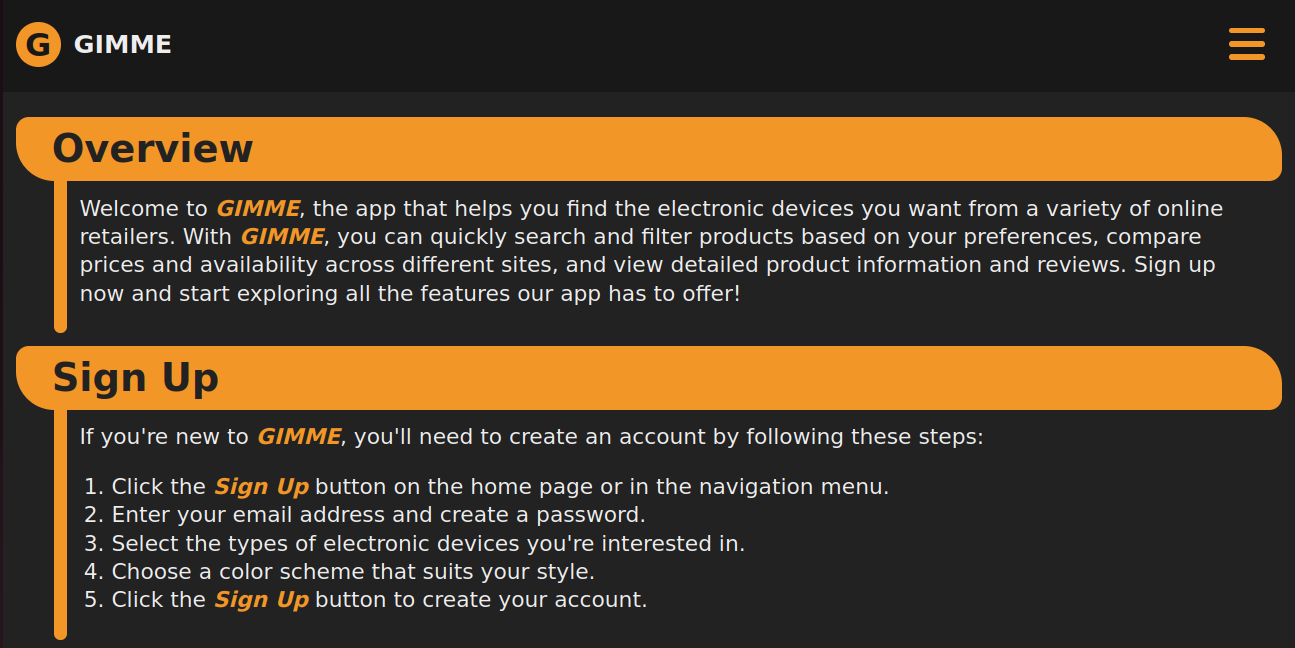 G GIMME
Overview
Welcome to GIMME, the app that helps you find the electronic devices you want from a variety of online
retailers. With GIMME, you can quickly search and filter products based on your preferences, compare
prices and availability across different sites, and view detailed product information and reviews. Sign up
now and start exploring all the features our app has to offer!
Sign Up
If you're new to GIMME, you'll need to create an account by following these steps:
1. Click the Sign Up button on the home page or in the navigation menu.
2. Enter your email address and create a password.
3. Select the types of electronic devices you're interested in.
4. Choose a color scheme that suits your style.
5. Click the Sign Up button to create your account.